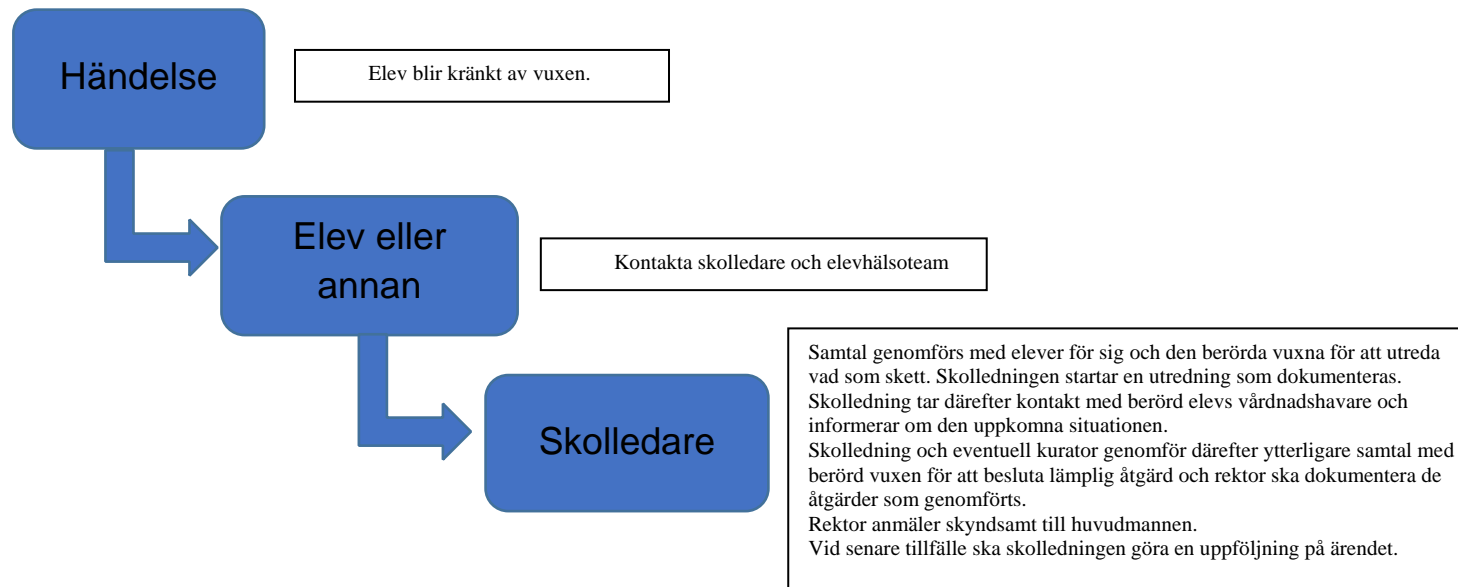 Händelse
Elev blir kränkt av vuxen.
Elev eller
annan
Kontakta skolledare och elevhälsoteam
Skolledare
Samtal genomförs med elever för sig och den berörda vuxna för att utreda
vad som skett. Skolledningen startar en utredning som dokumenteras.
Skolledning tar därefter kontakt med berörd elevs vårdnadshavare och
informerar om den uppkomna situationen.
Skolledning och eventuell kurator genomför därefter ytterligare samtal med
berörd vuxen för att besluta lämplig åtgärd och rektor ska dokumentera de
åtgärder som genomförts.
Rektor anmäler skyndsamt till huvudmannen.
Vid senare tillfälle ska skolledningen göra en uppföljning på ärendet.